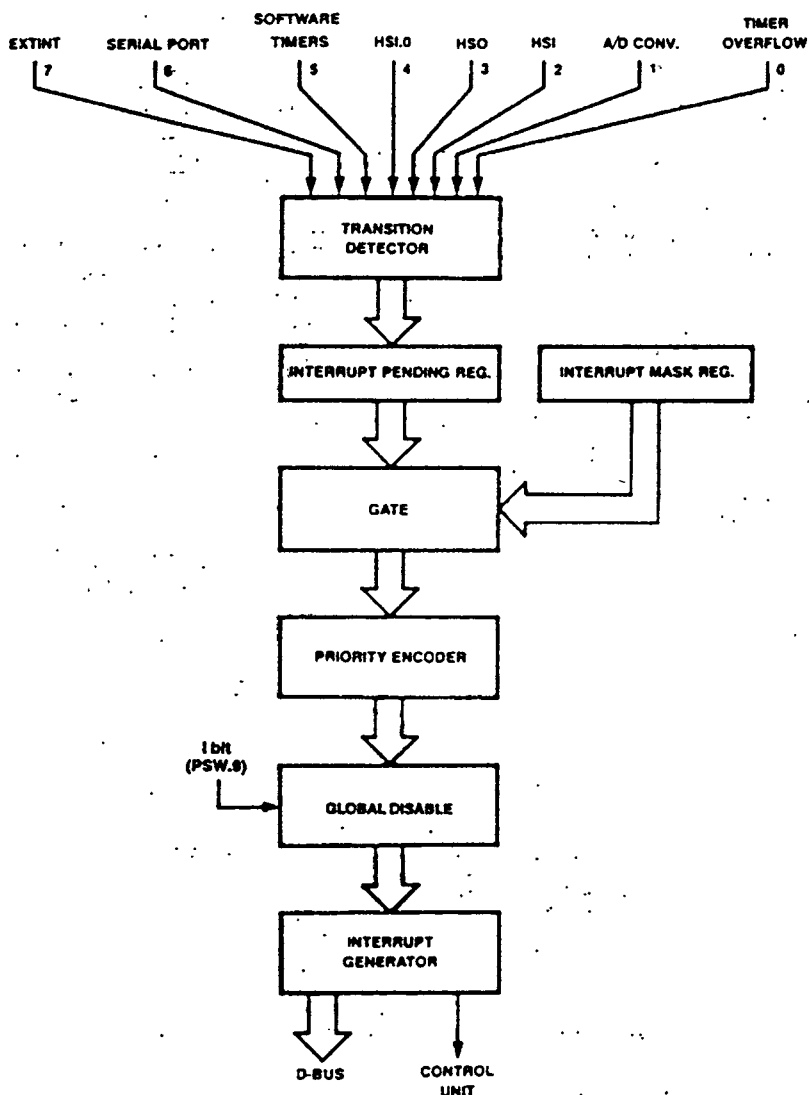 EXTINT
7
SERIAL PORT
6
SOFTWARE
TIMERS
5
HSI.0
4
HSO
3
HSI
2
A/D CONV.
1
TIMER
OVERFLOW
0
TRANSITION
DETECTOR
INTERRUPT PENDING REG.
INTERRUPT MASK REG.
GATE
PRIORITY ENCODER
I bit
(PSW.9)
GLOBAL DISABLE
INTERRUPT
GENERATOR
D-BUS
CONTROL
UNIT